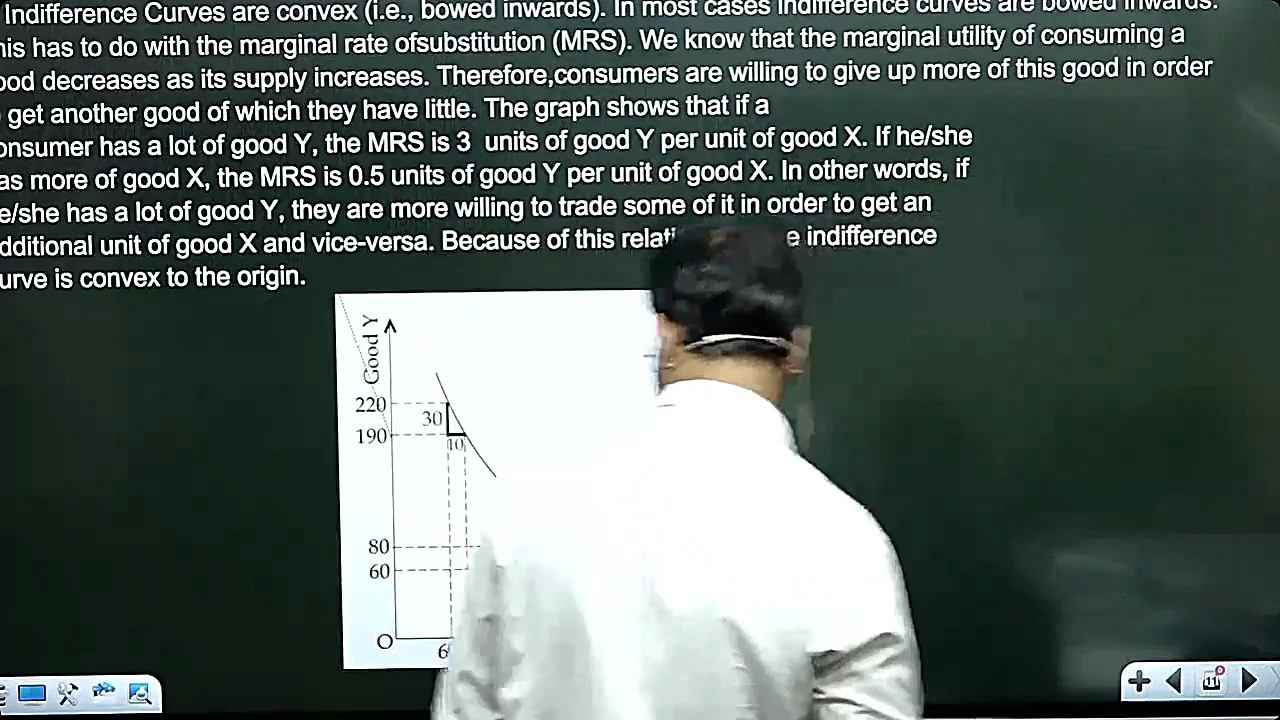 Indifference Curves are convex (i.e., bowed inwards). In most cases indifference curves are bowed inwards.
his has to do with the marginal rate ofsubstitution (MRS). We know that the marginal utility of consuming a
ood decreases as its supply increases. Therefore,consumers are willing to give up more of this good in order
get another good of which they have little. The graph shows that if a
onsumer has a lot of good Y, the MRS is 3 units of good Y per unit of good X. If he/she
as more of good X, the MRS is 0.5 units of good Y per unit of good X. In other words, if
e/she has a lot of good Y, they are more willing to trade some of it in order to get an
dditional unit of good X and vice-versa. Because of this relati e indifference
urve is convex to the origin.
Good Y
220
30
190
10
80
60
O
6
11